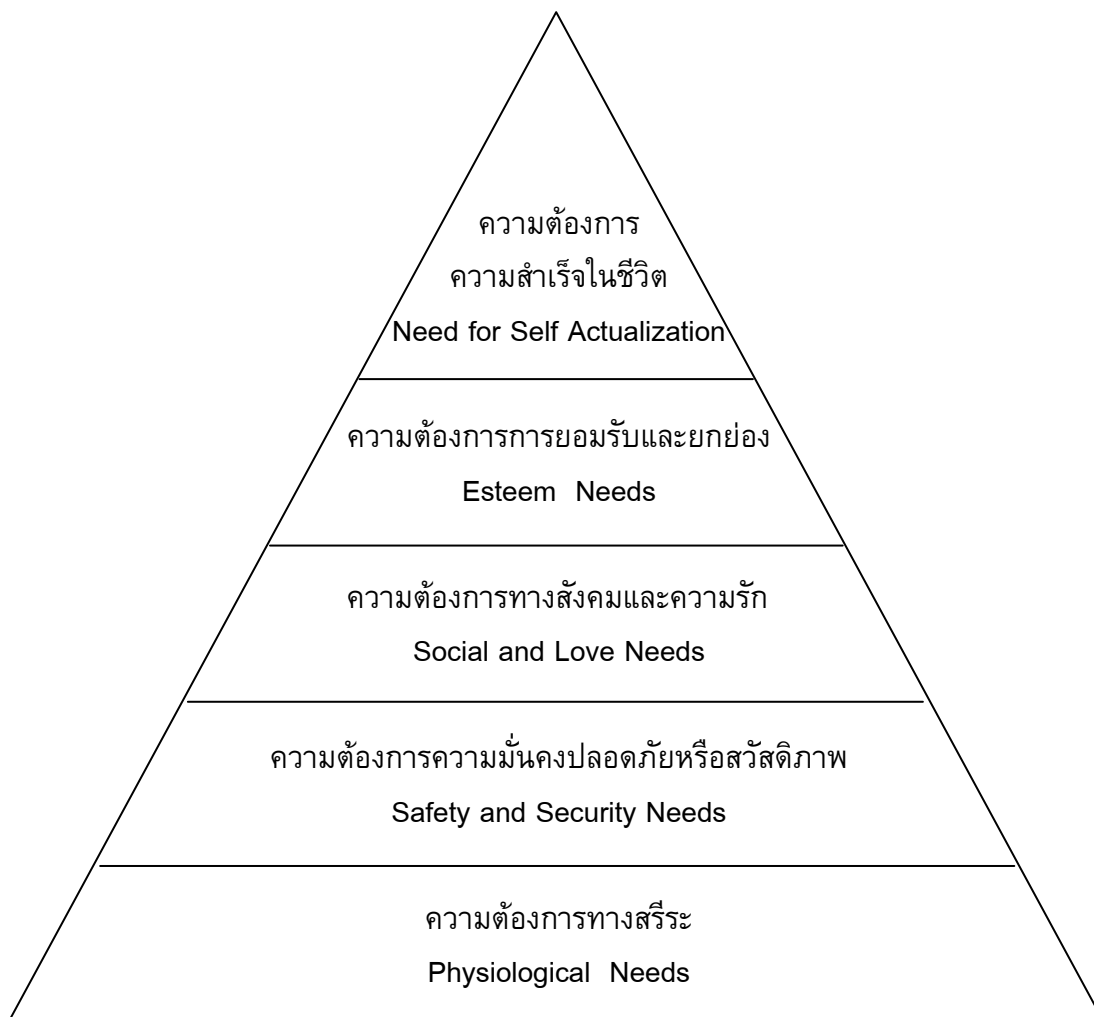 ความต้องการ
ความสำเร็จในชีวิต
Need for Self Actualization
ความต้องการการยอมรับและยกย่อง
Esteem Needs
ความต้องการทางสังคมและความรัก
Social and Love Needs
ความต้องการความมั่นคงปลอดภัยหรือสวัสดิภาพ
Safety and Security Needs
ความต้องการทางสรีระ
Physiological Needs